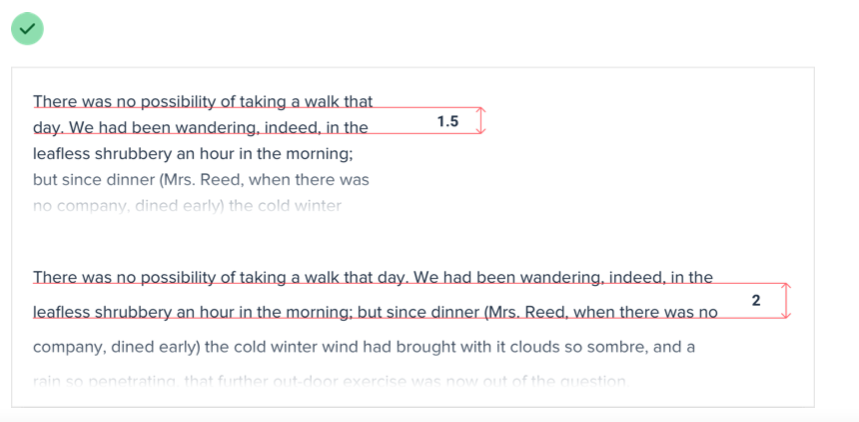 There was no possibility of taking a walk that
day. We had been wandering, indeed, in the
1.5
leafless shrubbery an hour in the morning;
but since dinner (Mrs. Reed, when there was
no company, dined early) the cold winter
There was no possibility of taking a walk that day. We had been wandering, indeed, in the
2
leafless shrubbery an hour in the morning; but since dinner (Mrs. Reed, when there was no
company, dined early) the cold winter wind had brought with it clouds so sombre, and a
rain so penetrating, that further out-door exercise was now out of the question.